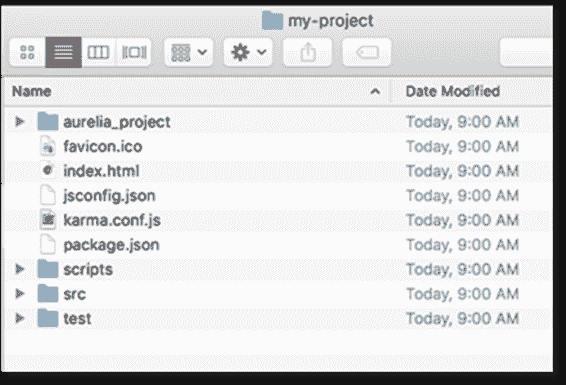 my-project
Name Date Modified
aurelia_project Today, 9:00 AM
favicon.ico Today, 9:00 AM
index.html Today, 9:00 AM
jsconfig.json Today, 9:00 AM
karma.conf.js Today, 9:00 AM
package.json Today, 9:00 AM
scripts Today, 9:00 AM
src Today, 9:00 AM
test Today, 9:00 AM